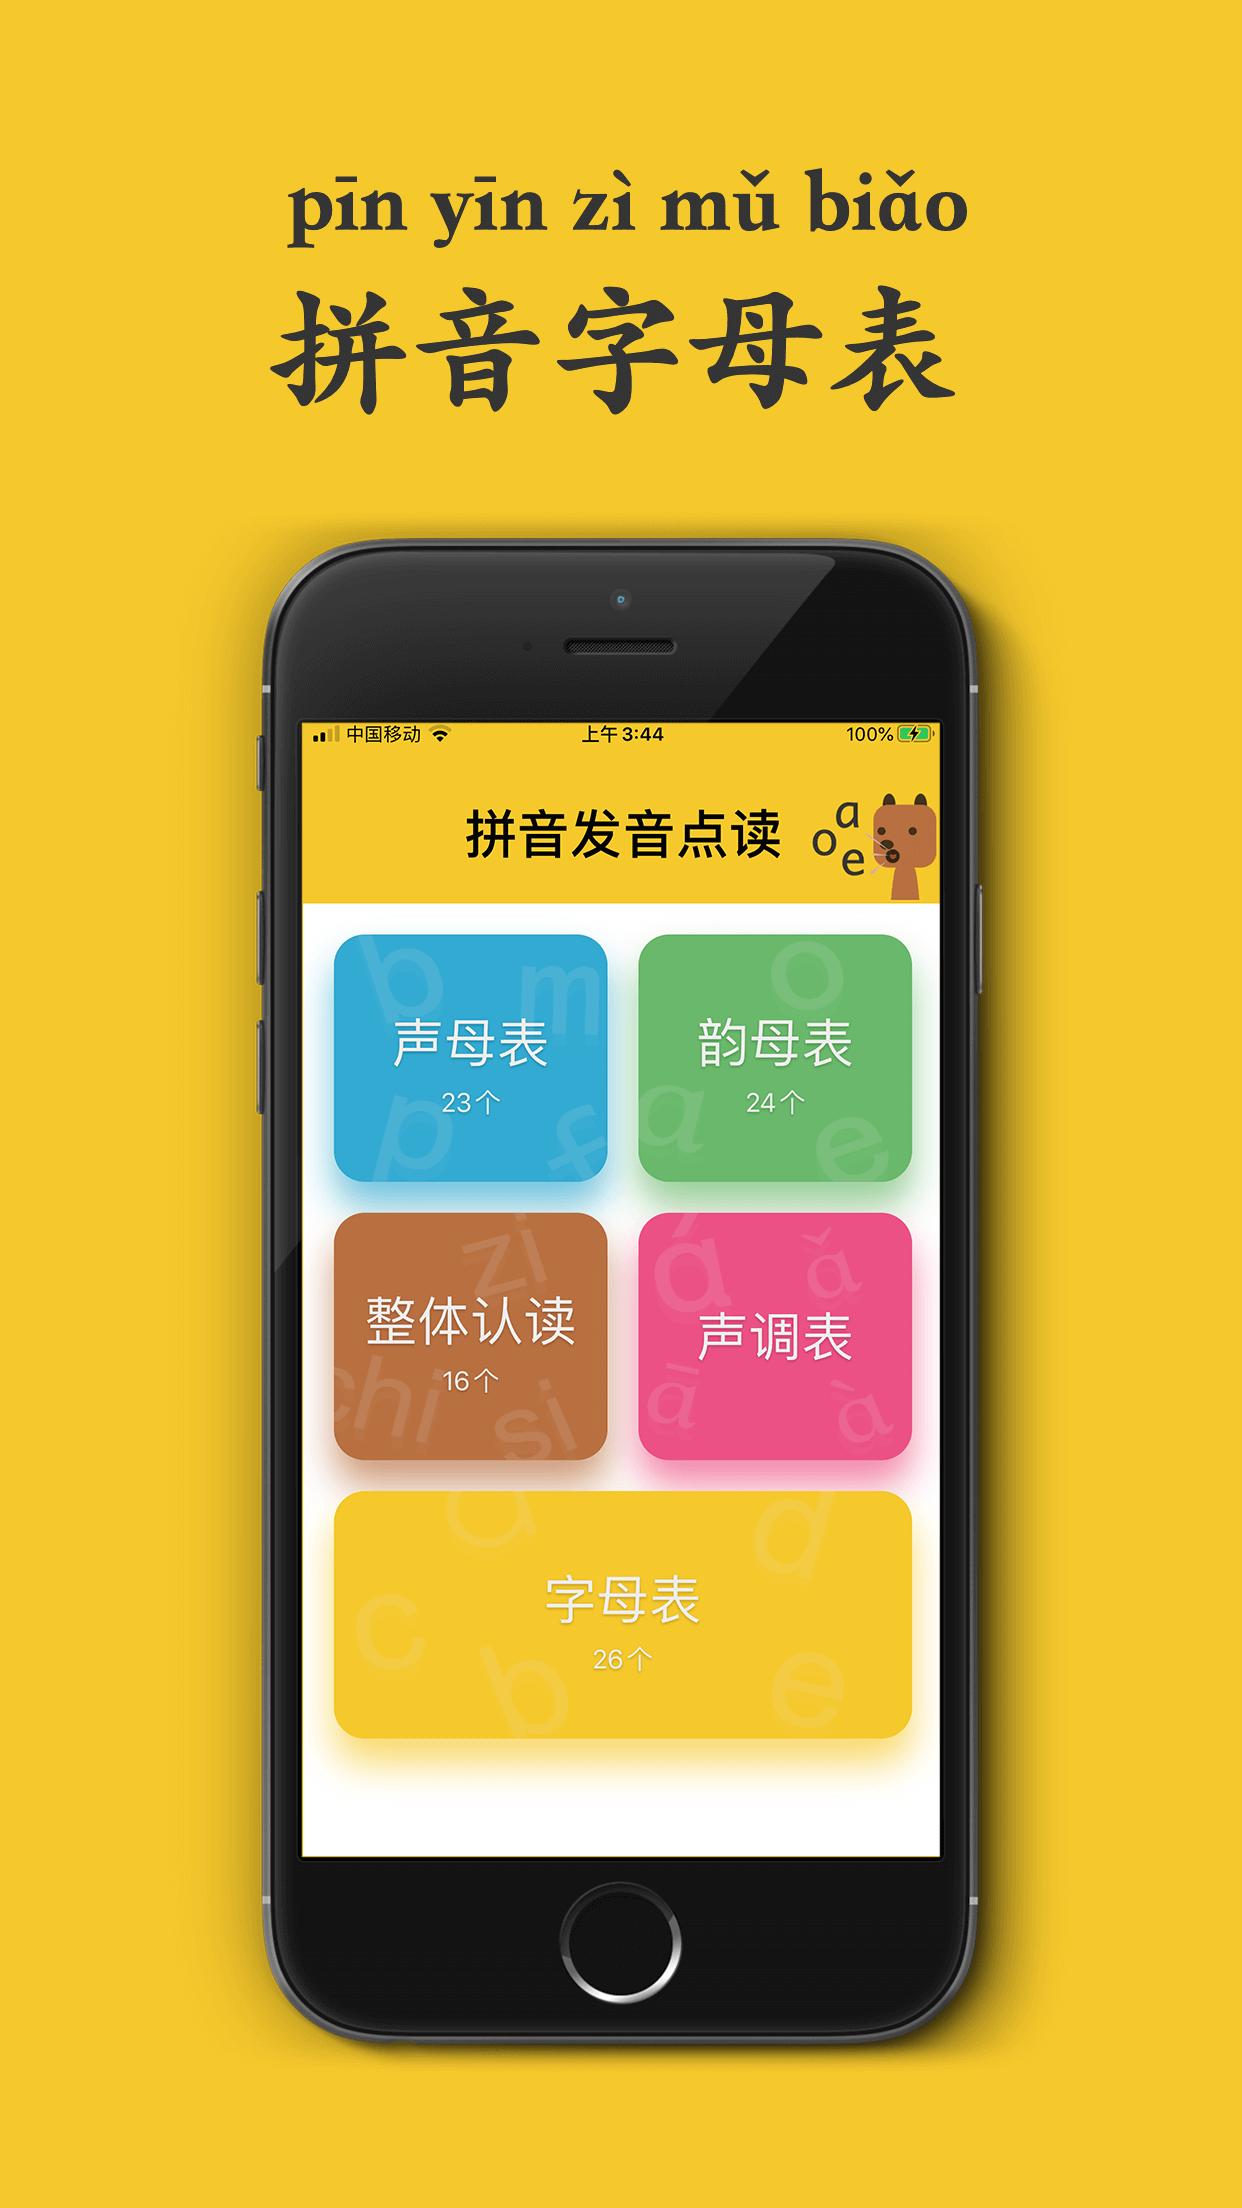 pīn yīn zì mǔ biǎo
拼音字母表
中国移动 上午3:44 100%
拼音发音点读
a
o
e
b m
声母表
23个
p f
o
韵母表
24个
a e
zi
整体认读
16个
chi si
á ǎ
声调表
ā à
a d
字母表
26个
c b e